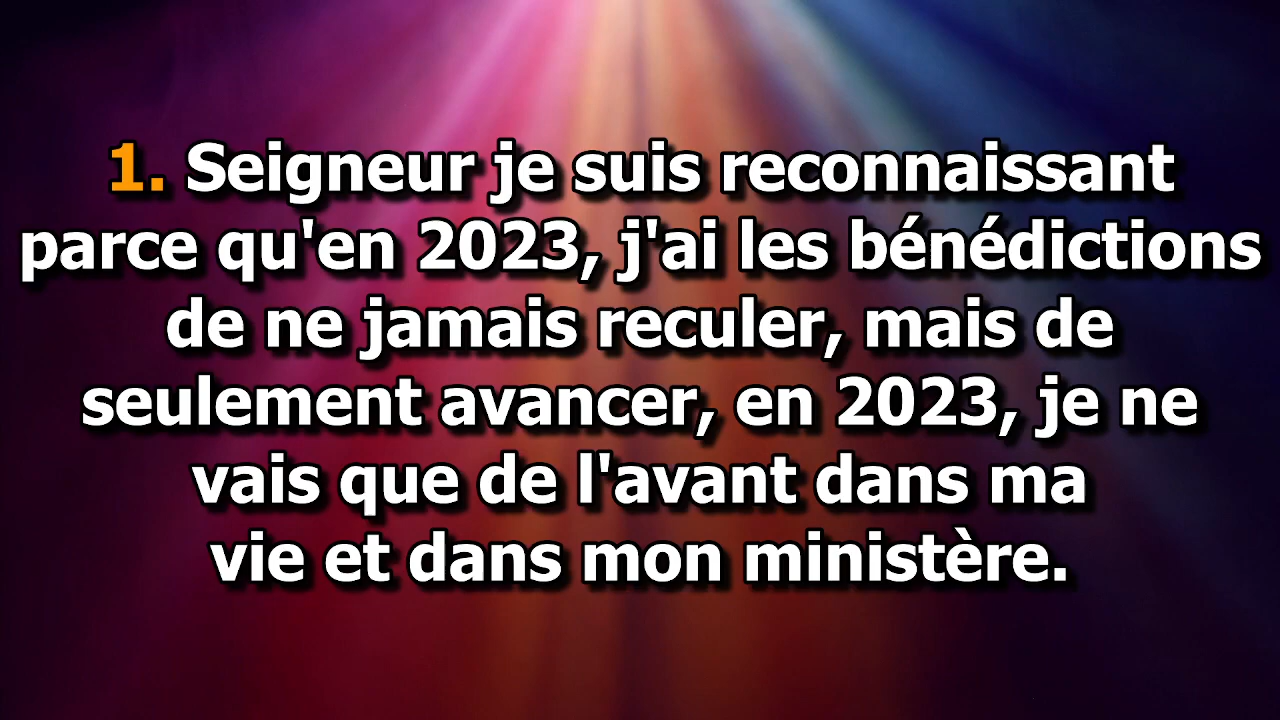 1. Seigneur je suis reconnaissant
parce qu'en 2023, j'ai les bénédictions
de ne jamais reculer, mais de
seulement avancer, en 2023, je ne
vais que de l'avant dans ma
vie et dans mon ministère.